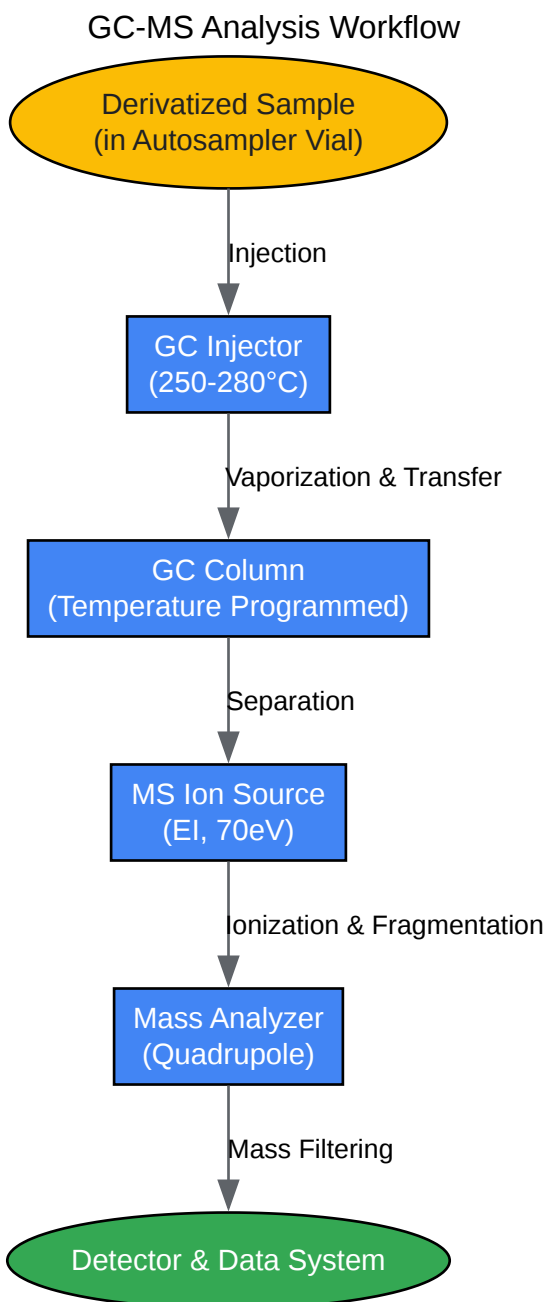 GC-MS Analysis Workflow
Derivatized Sample
(in Autosampler Vial)
Injection
GC Injector
(250-280°C)
Vaporization & Transfer
GC Column
(Temperature Programmed)
Separation
MS Ion Source
(EI, 70eV)
Ionization & Fragmentation
Mass Analyzer
(Quadrupole)
Mass Filtering
Detector & Data System